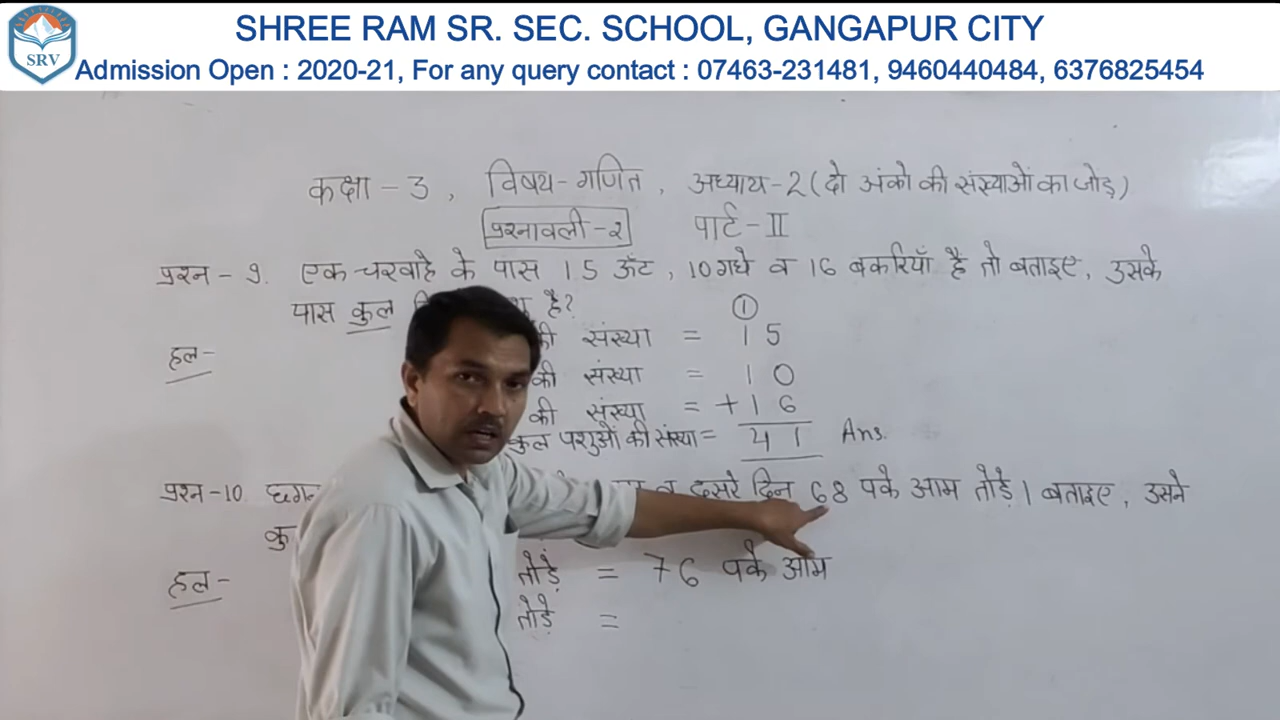 SHREE RAM SR. SEC. SCHOOL, GANGAPUR CITY
SRV
Admission Open : 2020-21, For any query contact : 07463-231481, 9460440484, 6376825454
कक्षा - 3 , विषय - गणित , अध्याय - 2 ( दो अंको की संख्याओं का जोड़ )
प्रश्नावली - २ पार्ट - II
प्रश्न - 9. एक चरवाहे के पास 15 ऊँट , 10 गधे व 16 बकरियाँ है तो बताइए , उसके
पास कुल है?
①
हल - की संख्या = 15
की संख्या = 10
की संख्या = + 16
कुल पशुओं की संख्या = 41 Ans.
प्रश्न - 10. व दुसरे दिन 68 पके आम तोड़े । बताइए , उसने
हल - तोड़े = 76 पके आम
तोड़े =